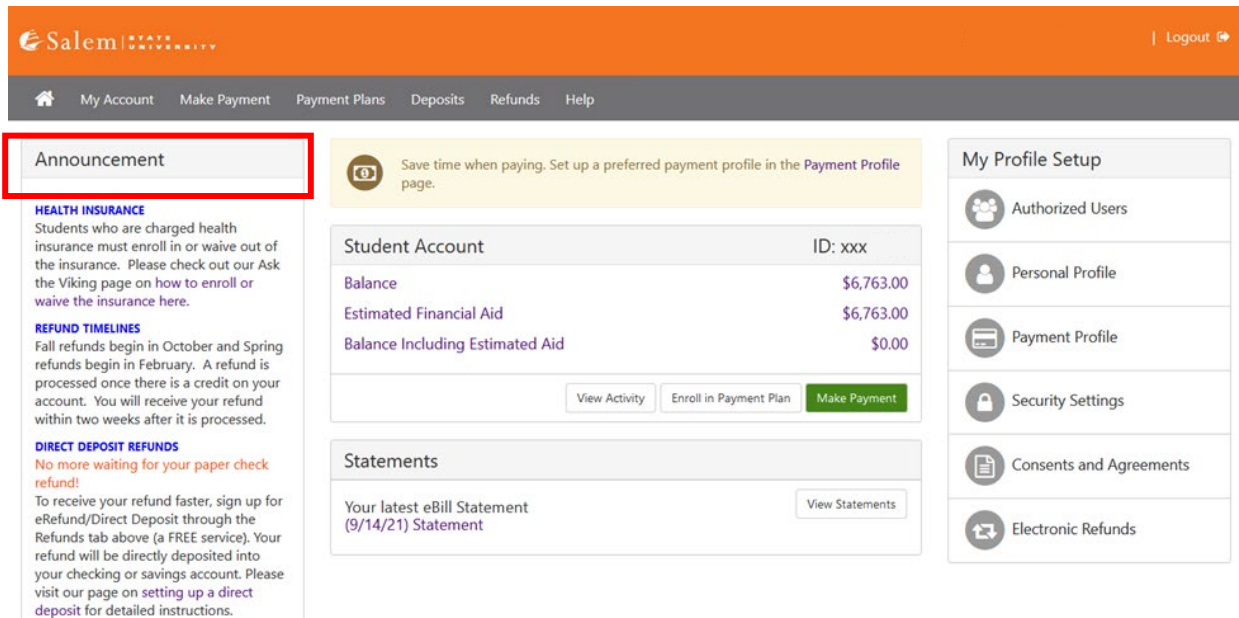 Salem STATE UNIVERSITY
| Logout
My Account Make Payment Payment Plans Deposits Refunds Help
Announcement
HEALTH INSURANCE
Students who are charged health
insurance must enroll in or waive out of
the insurance. Please check out our Ask
the Viking page on how to enroll or
waive the insurance here.
REFUND TIMELINES
Fall refunds begin in October and Spring
refunds begin in February. A refund is
processed once there is a credit on your
account. You will receive your refund
within two weeks after it is processed.
DIRECT DEPOSIT REFUNDS
No more waiting for your paper check
refund!
To receive your refund faster, sign up for
eRefund/Direct Deposit through the
Refunds tab above (a FREE service). Your
refund will be directly deposited into
your checking or savings account. Please
visit our page on setting up a direct
deposit for detailed instructions.
Save time when paying. Set up a preferred payment profile in the Payment Profile
page.
Student Account ID: xxx
Balance $6,763.00
Estimated Financial Aid $6,763.00
Balance Including Estimated Aid $0.00
View Activity Enroll in Payment Plan Make Payment
Statements
Your latest eBill Statement
(9/14/21) Statement
View Statements
My Profile Setup
Authorized Users
Personal Profile
Payment Profile
Security Settings
Consents and Agreements
Electronic Refunds